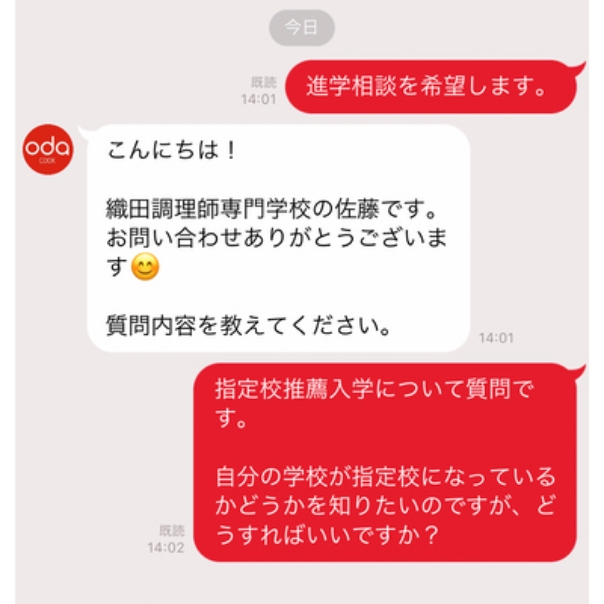 今日
既読
14:01
進学相談を希望します。
oda
COOK
こんにちは！
織田調理師専門学校の佐藤です。
お問い合わせありがとうございま
す😊
質問内容を教えてください。
14:01
指定校推薦入学について質問で
す。
自分の学校が指定校になっている
かどうかを知りたいのですが、ど
うすればいいですか？
既読
14:02